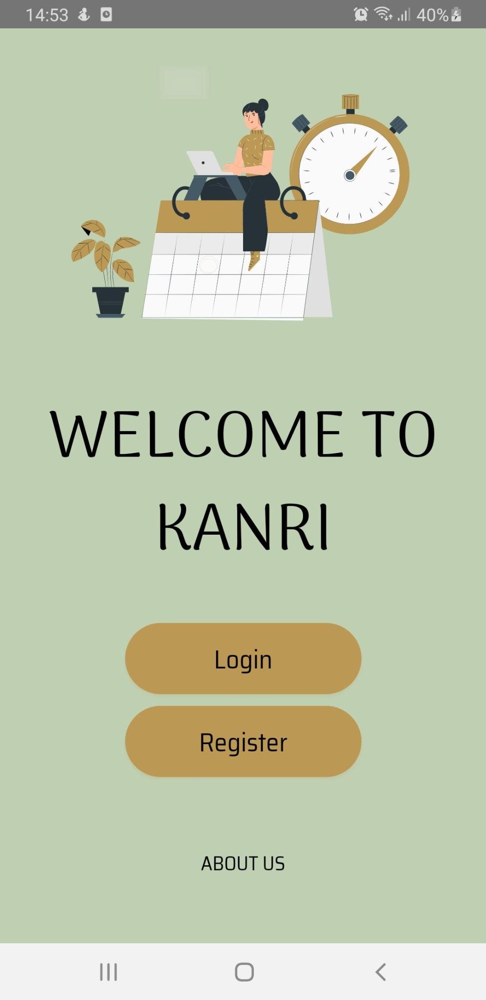 14:53 40%
WELCOME TO
KANRI
Login
Register
ABOUT US